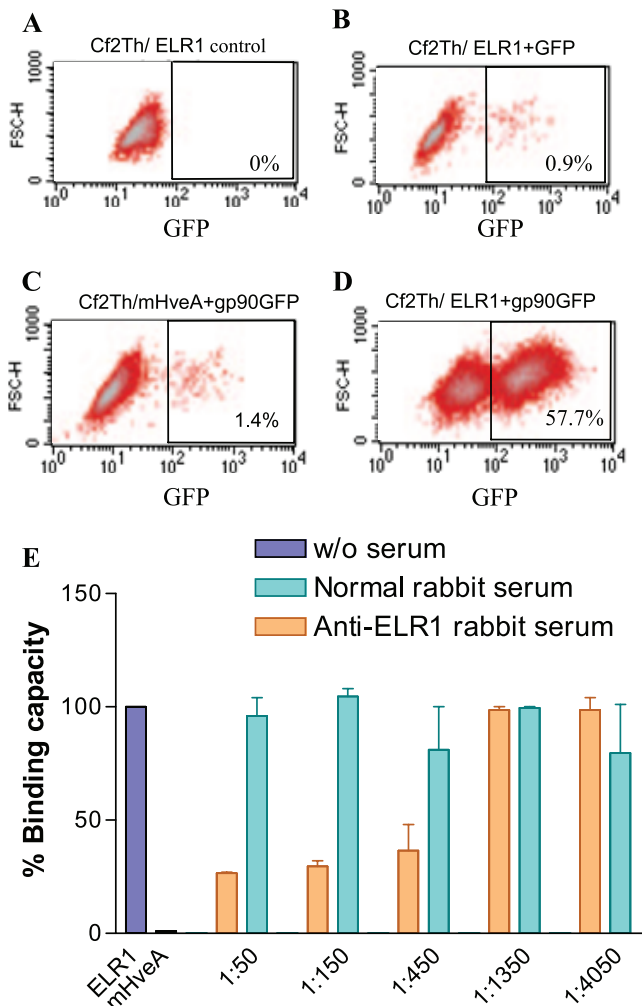 A
Cf2Th/ ELR1 control
1000
FSC-H
0
0%
10^0 10^1 10^2 10^3 10^4
GFP
B
Cf2Th/ ELR1+GFP
1000
FSC-H
0
0.9%
10^0 10^1 10^2 10^3 10^4
GFP
C
Cf2Th/mHveA+gp90GFP
1000
FSC-H
0
1.4%
10^0 10^1 10^2 10^3 10^4
GFP
D
Cf2Th/ ELR1+gp90GFP
1000
FSC-H
0
57.7%
10^0 10^1 10^2 10^3 10^4
GFP
E
w/o serum
Normal rabbit serum
Anti-ELR1 rabbit serum
% Binding capacity
150
100
50
0
ELR1
mHveA
1:50
1:150
1:450
1:1350
1:4050